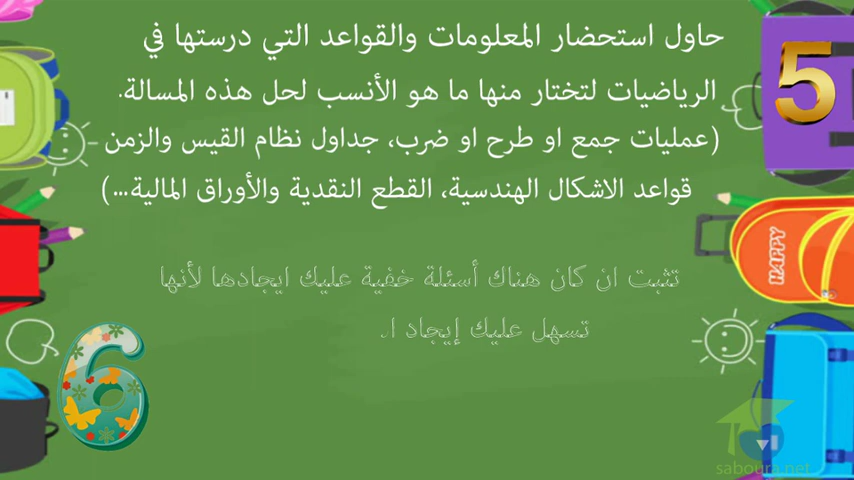 5
حاول استحضار المعلومات والقواعد التي درستها في
الرياضيات لتختار منها ما هو الأنسب لحل هذه المسالة.
(عمليات جمع او طرح او ضرب، جداول نظام القيس والزمن
قواعد الاشكال الهندسية، القطع النقدية والأوراق المالية...)
6
تثبت ان كان هناك أسئلة خفية عليك ايجادها لأنها
تسهل عليك إيجاد ا
HAPPY
saboura.net